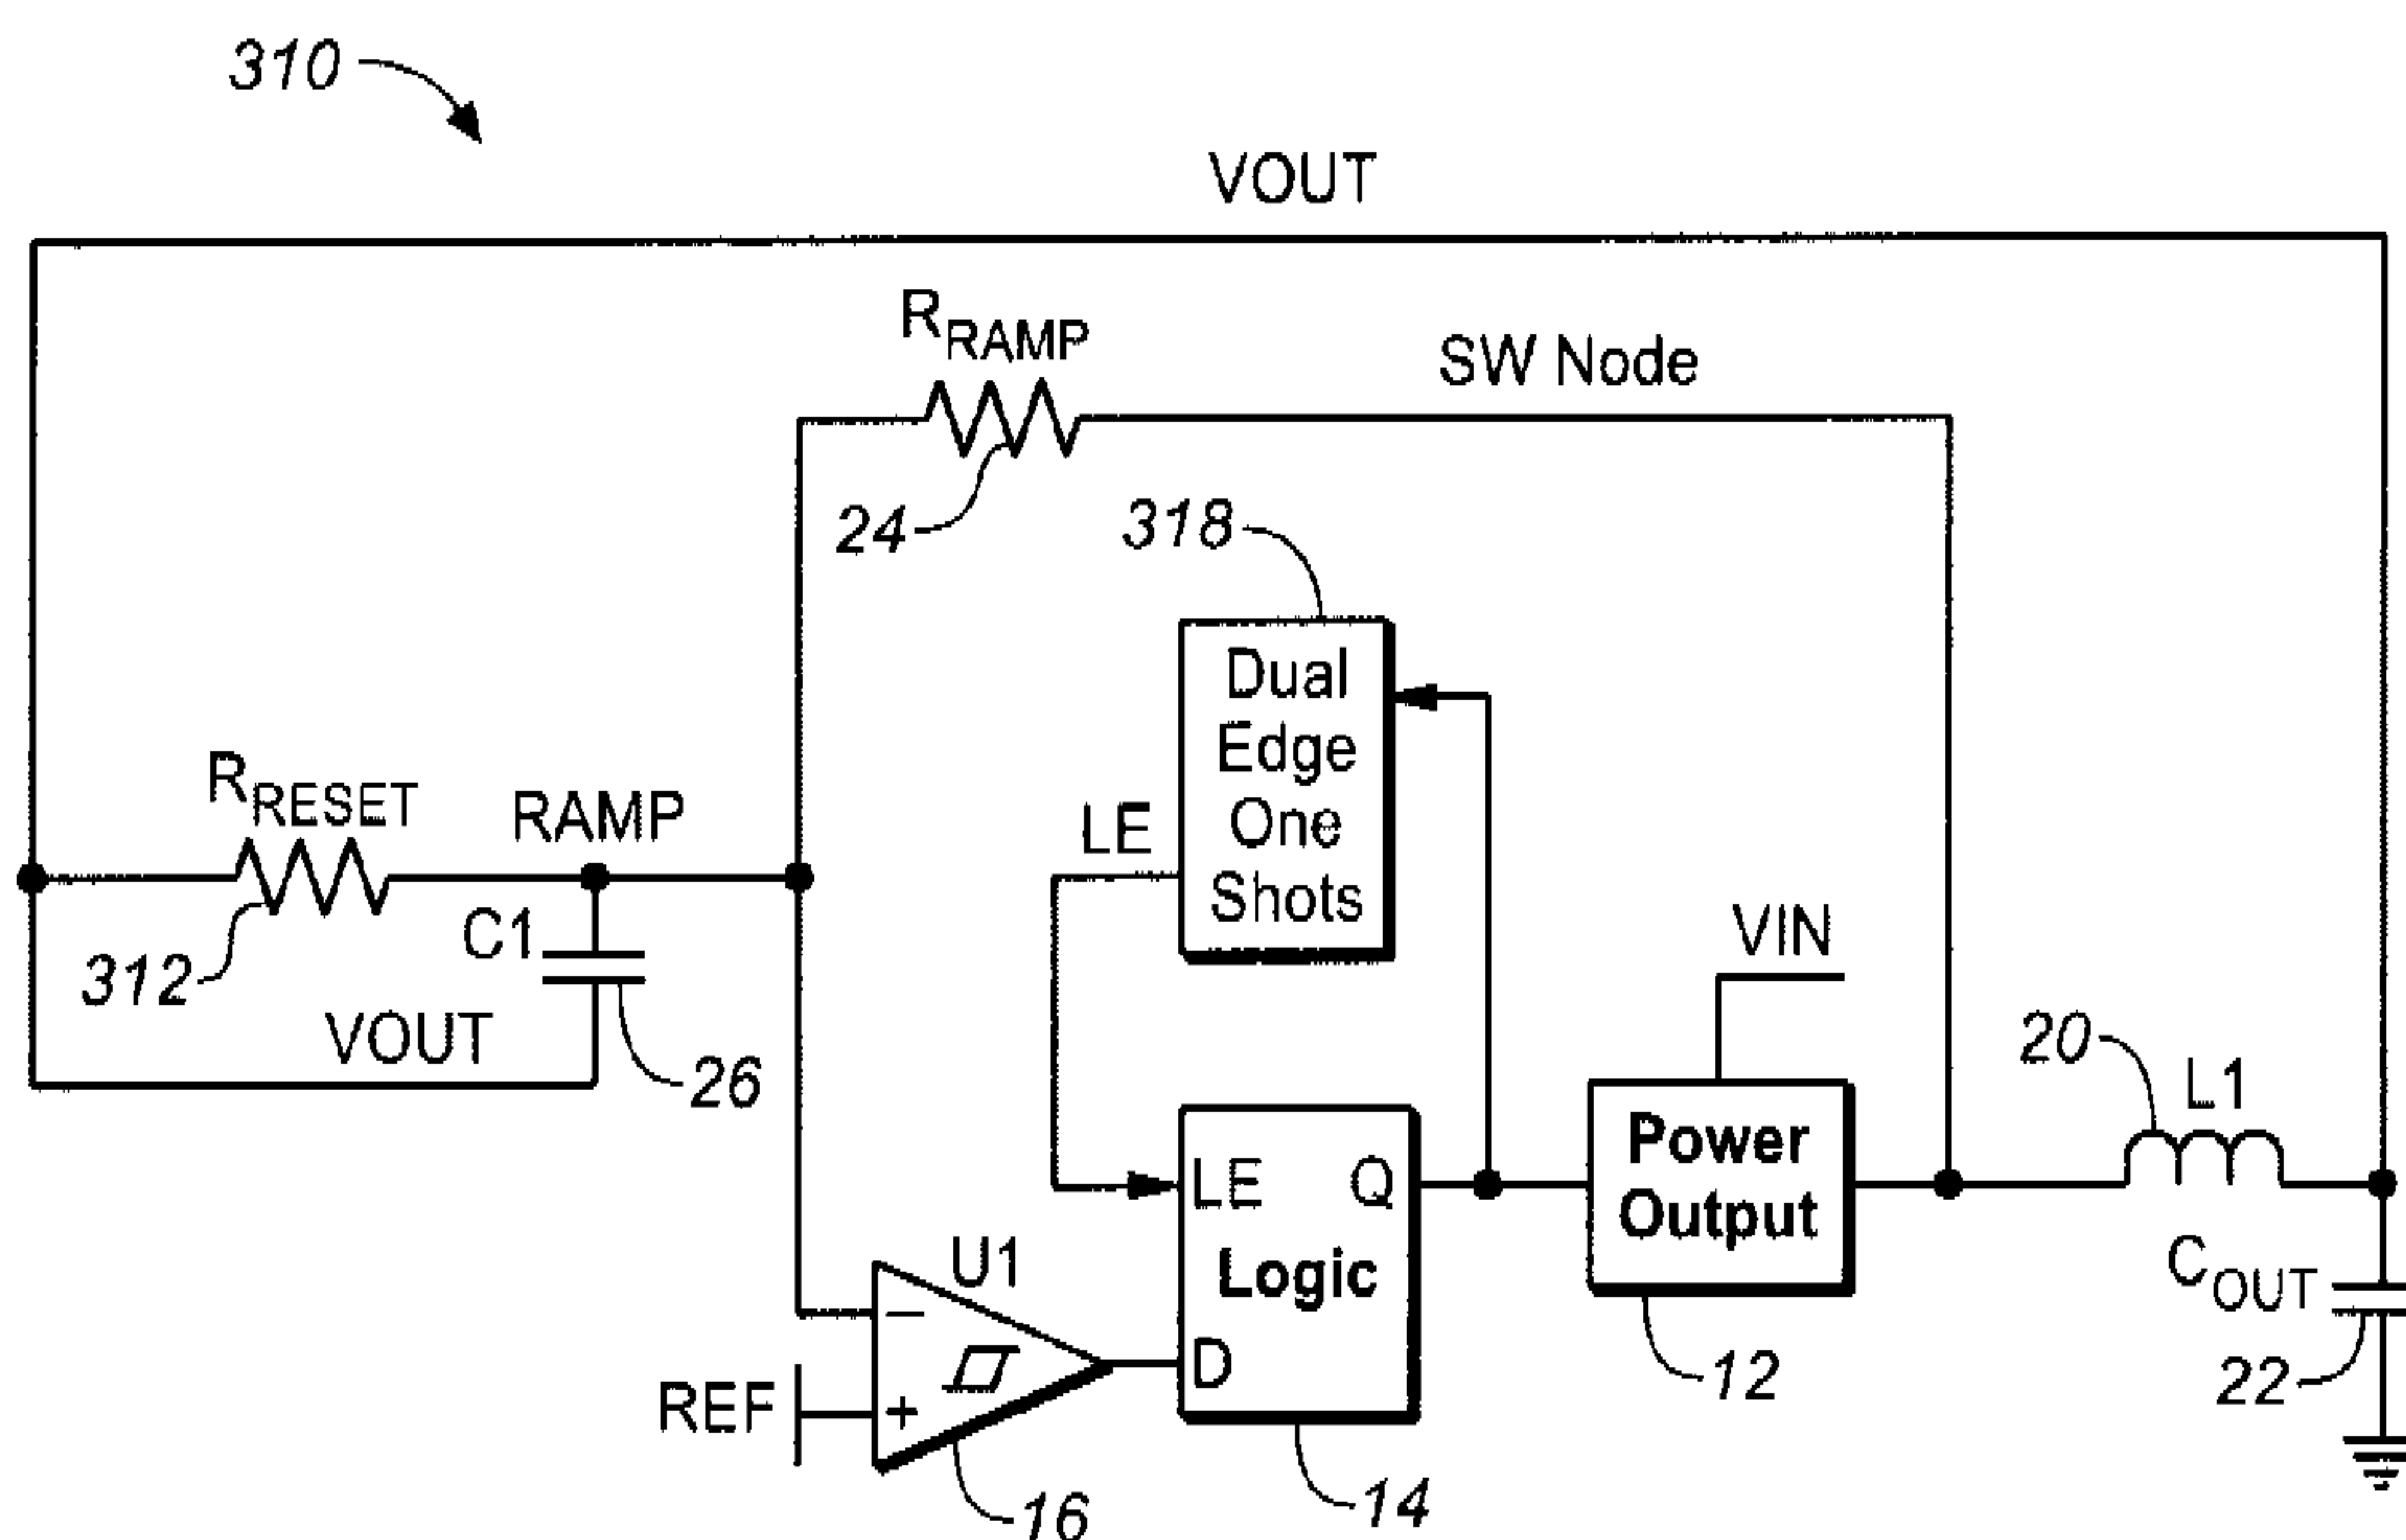 310
VOUT
RRAMP
SW Node
24
318
Dual
Edge
One
Shots
RRESET
RAMP
LE
C1
312
VOUT
26
VIN
20
L1
LE Q
Logic
D
Power
Output
U1
−
+
REF
COUT
12
22
16
14